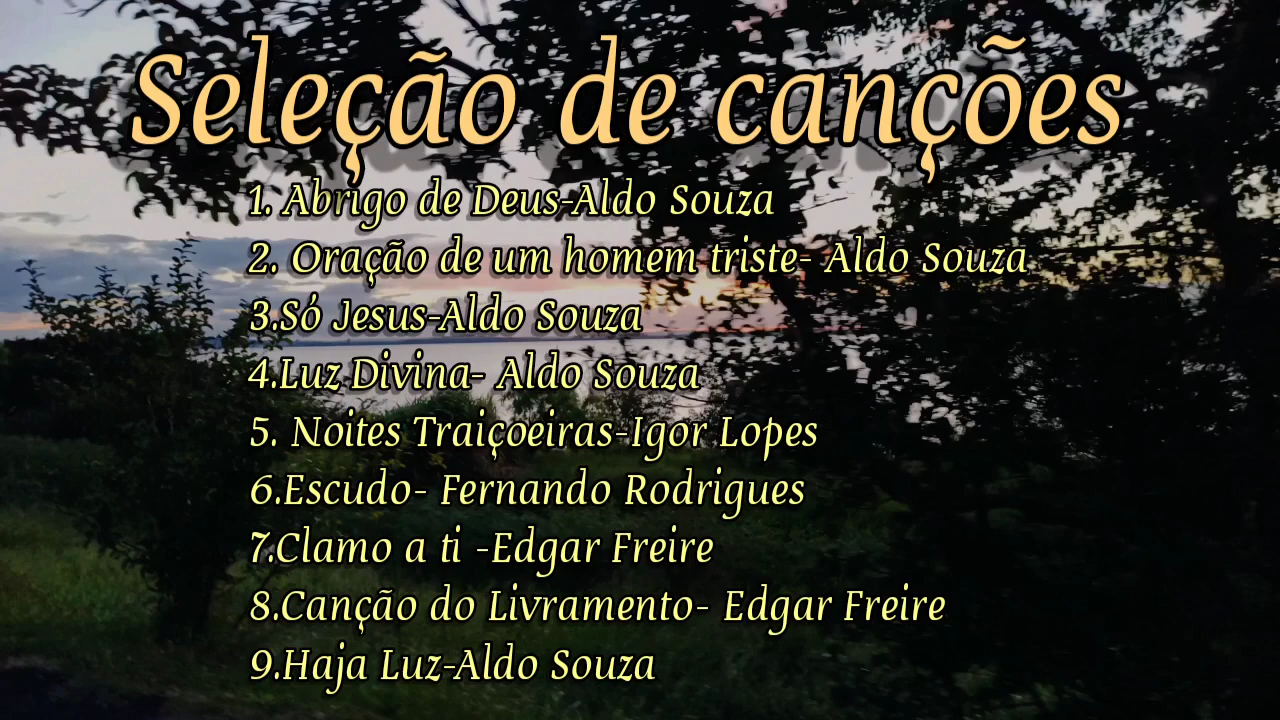 Seleção de canções
1. Abrigo de Deus-Aldo Souza
2. Oração de um homem triste- Aldo Souza
3.Só Jesus-Aldo Souza
4.Luz Divina- Aldo Souza
5. Noites Traiçoeiras-Igor Lopes
6.Escudo- Fernando Rodrigues
7.Clamo a ti -Edgar Freire
8.Canção do Livramento- Edgar Freire
9.Haja Luz-Aldo Souza